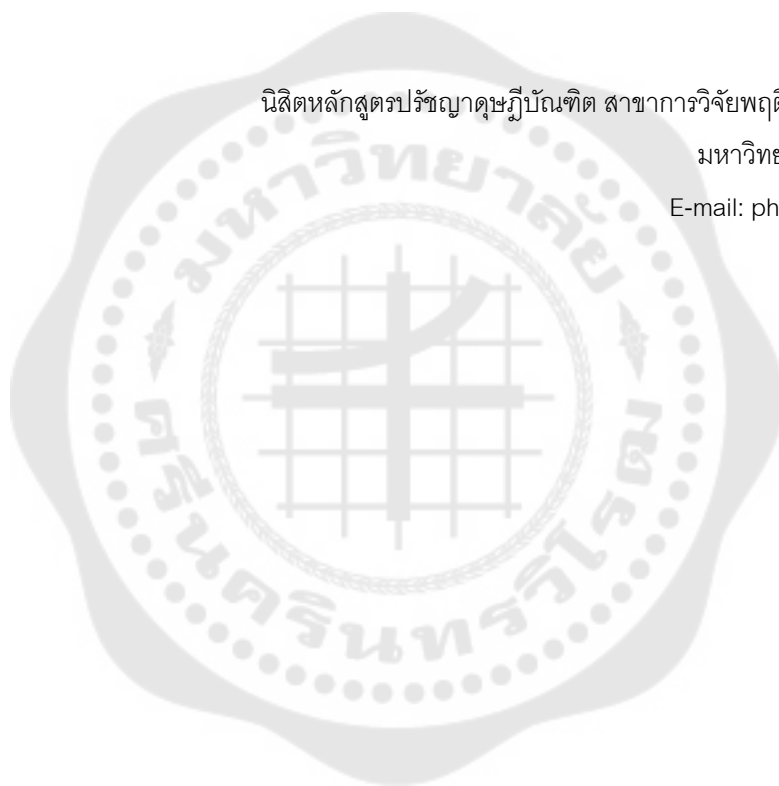 นิสิตหลักสูตรปรัชญาดุษฎีบัณฑิต สาขาการวิจัยพฤติ
มหาวิทย
E-mail: ph
มหาวิทยาลัย
ศรีนครินทรวิโรฒ